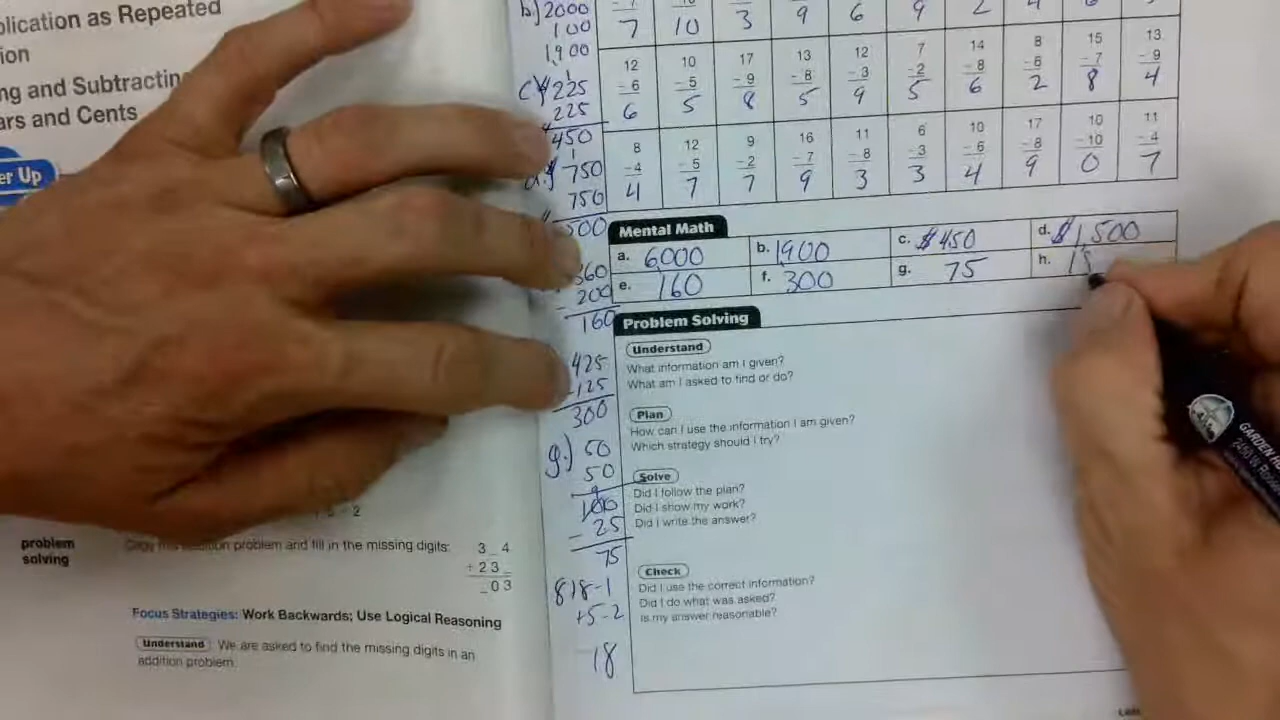 plication as Repeated
ion
ng and Subtracting
ars and Cents
er Up
problem
solving
addition problem and fill in the missing digits:
3 _ 4
+ 2 3 _
_ 0 3
Focus Strategies: Work Backwards; Use Logical Reasoning
Understand We are asked to find the missing digits in an
addition problem.
b.) 2000
100
1,900
c.) 225
225
450
750
750
500
360
200
160
425
-125
300
g.) 50
50
100
- 25
75
8+8-1
+5-2
18
7 10 3 9 6 9 2
12 10 17 13 12 7 14 8 15 13
-6 -5 -9 -8 -3 -2 -8 -6 -7 -9
6 5 8 5 9 5 6 2 8 4
8 12 9 16 11 6 10 17 10 11
-4 -5 -2 -7 -8 -3 -6 -8 -10 -4
4 7 7 9 3 3 4 9 0 7
Mental Math
a. 6000 b. 1,900 c. $450 d. $1,500
e. 160 f. 300 g. 75 h.
Problem Solving
Understand
What information am I given?
What am I asked to find or do?
Plan
How can I use the information I am given?
Which strategy should I try?
Solve
Did I follow the plan?
Did I show my work?
Did I write the answer?
Check
Did I use the correct information?
Did I do what was asked?
Is my answer reasonable?